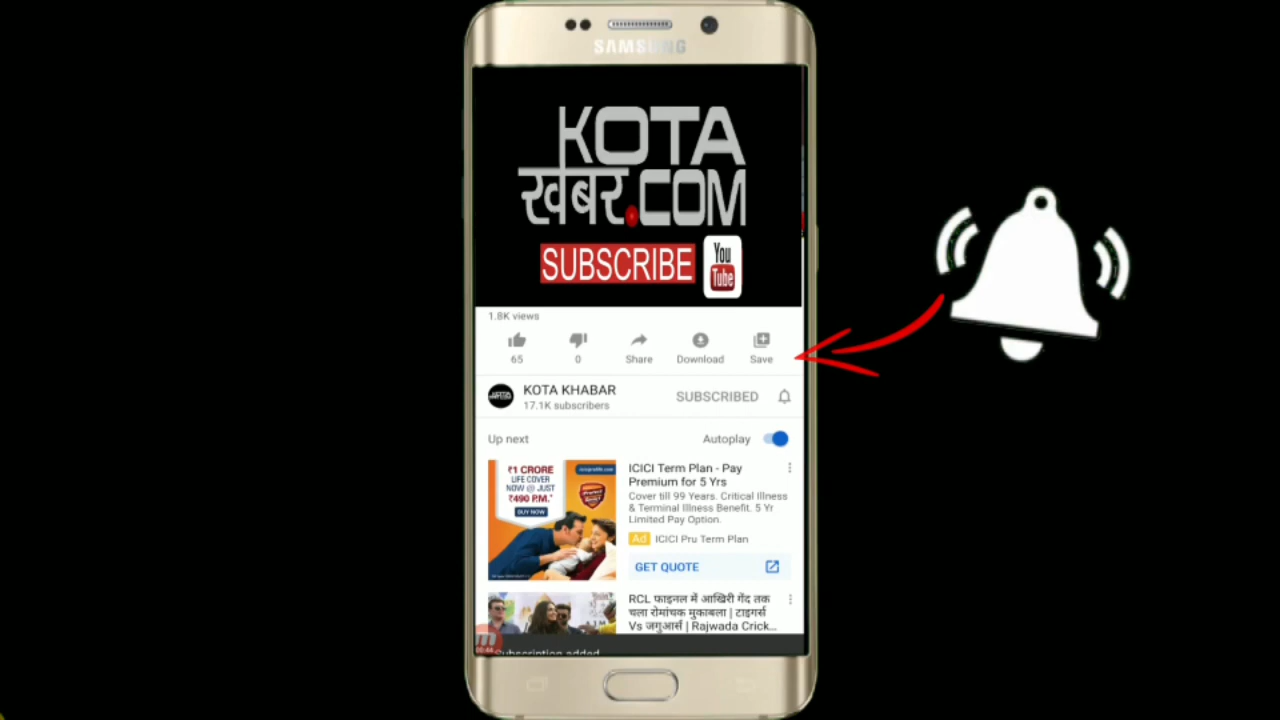 SAMSUNG
KOTA
खबर.COM
SUBSCRIBE
You
Tube
1.8K views
65
0
Share
Download
Save
KOTA KHABAR
17.1K subscribers
SUBSCRIBED
Up next
Autoplay
₹1 CRORE
LIFE COVER
NOW @ JUST
₹490 P.M.*
BUY NOW
ICICI Term Plan - Pay
Premium for 5 Yrs
Cover till 99 Years. Critical Illness
& Terminal Illness Benefit. 5 Yr
Limited Pay Option.
Ad ICICI Pru Term Plan
GET QUOTE
RCL फाइनल में आखिरी गेंद तक
चला रोमांचक मुकाबला | टाइगर्स
Vs जगुआर्स | Rajwada Crick...
Subscription added